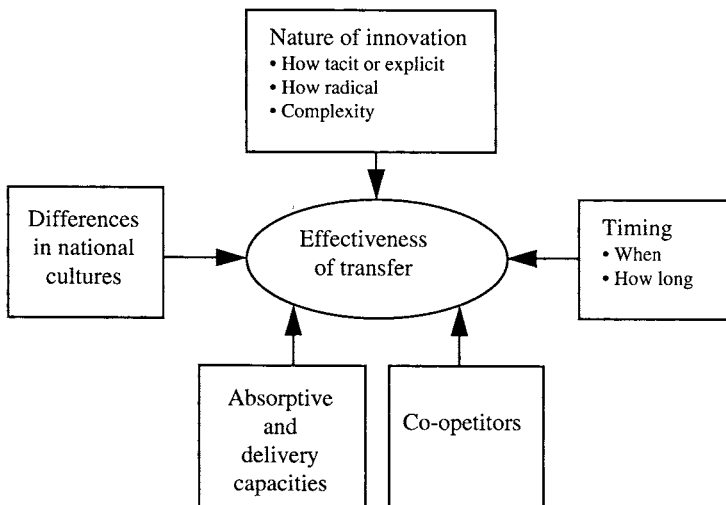 Nature of innovation
• How tacit or explicit
• How radical
• Complexity
Differences
in national
cultures
Effectiveness
of transfer
Timing
• When
• How long
Absorptive
and
delivery
capacities
Co-opetitors